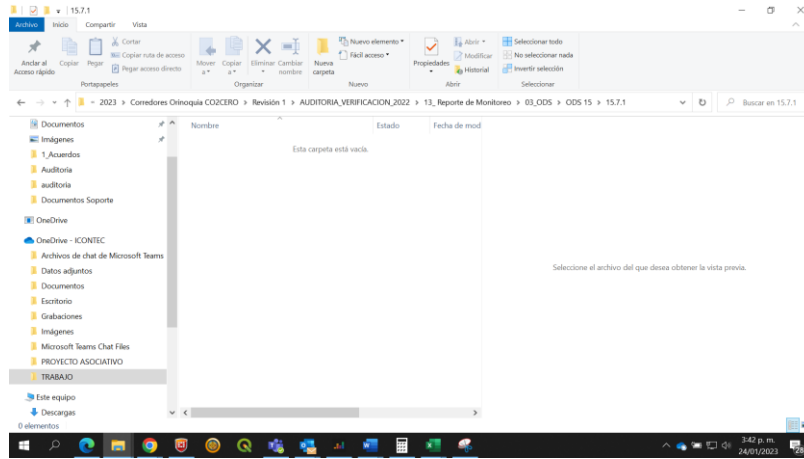 15.7.1
Archivo Inicio Compartir Vista
Anclar al Acceso rápido
Copiar
Pegar
Cortar
Copiar ruta de acceso
Pegar acceso directo
Portapapeles
Mover a
Copiar a
Eliminar
Cambiar nombre
Organizar
Nueva carpeta
Nuevo elemento
Fácil acceso
Nuevo
Propiedades
Abrir
Modificar
Historial
Abrir
Seleccionar todo
No seleccionar nada
Invertir selección
Seleccionar
2023 > Corredores Orinoquia CO2CERO > Revisión 1 > AUDITORIA_VERIFICACION_2022 > 13_ Reporte de Monitoreo > 03_ODS > ODS 15 > 15.7.1
Buscar en 15.7.1
Documentos
Imágenes
1_Acuerdos
Auditoria
auditoria
Documentos Soporte
OneDrive
OneDrive - ICONTEC
Archivos de chat de Microsoft Teams
Datos adjuntos
Documentos
Escritorio
Grabaciones
Imágenes
Microsoft Teams Chat Files
PROYECTO ASOCIATIVO
TRABAJO
Este equipo
Descargas
Nombre Estado Fecha de mod
Esta carpeta está vacía.
Seleccione el archivo del que desea obtener la vista previa.
0 elementos
3:42 p. m.
24/01/2023
28